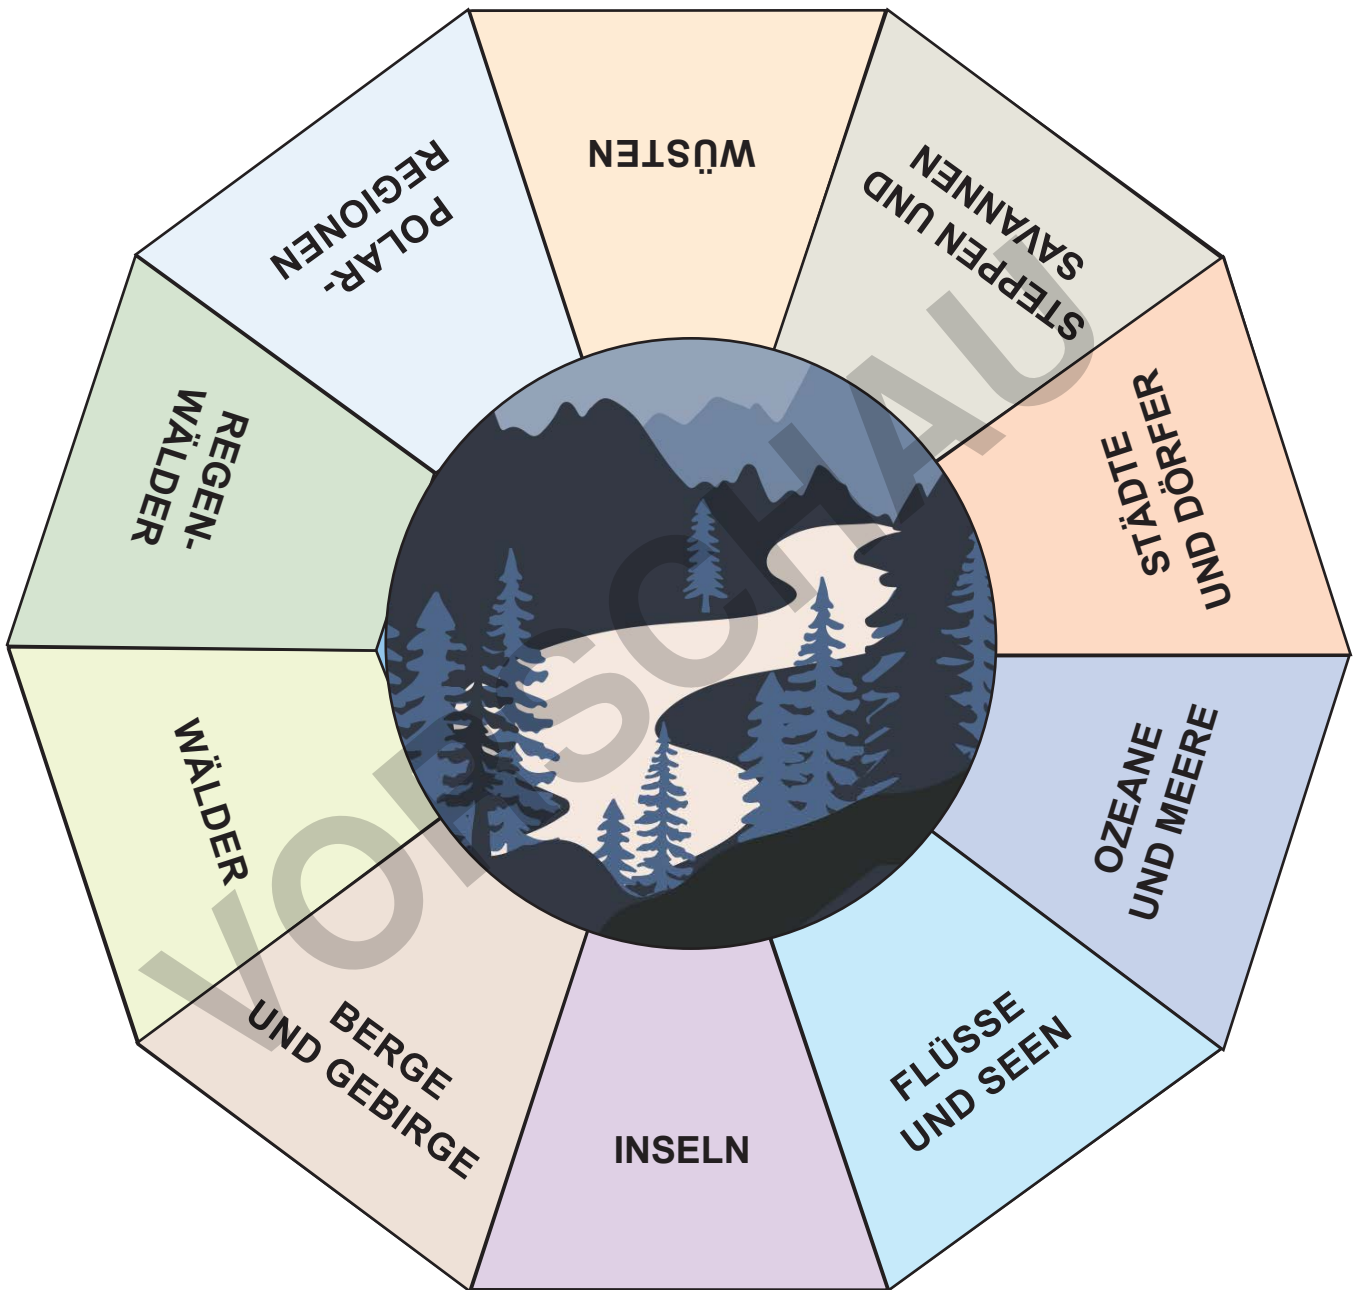 WÜSTEN
STEPPEN UND
SAVANNEN
STÄDTE
UND DÖRFER
OZEANE
UND MEERE
FLÜSSE
UND SEEN
INSELN
BERGE
UND GEBIRGE
WÄLDER
REGEN-
WÄLDER
POLAR-
REGIONEN
VORSCHAU